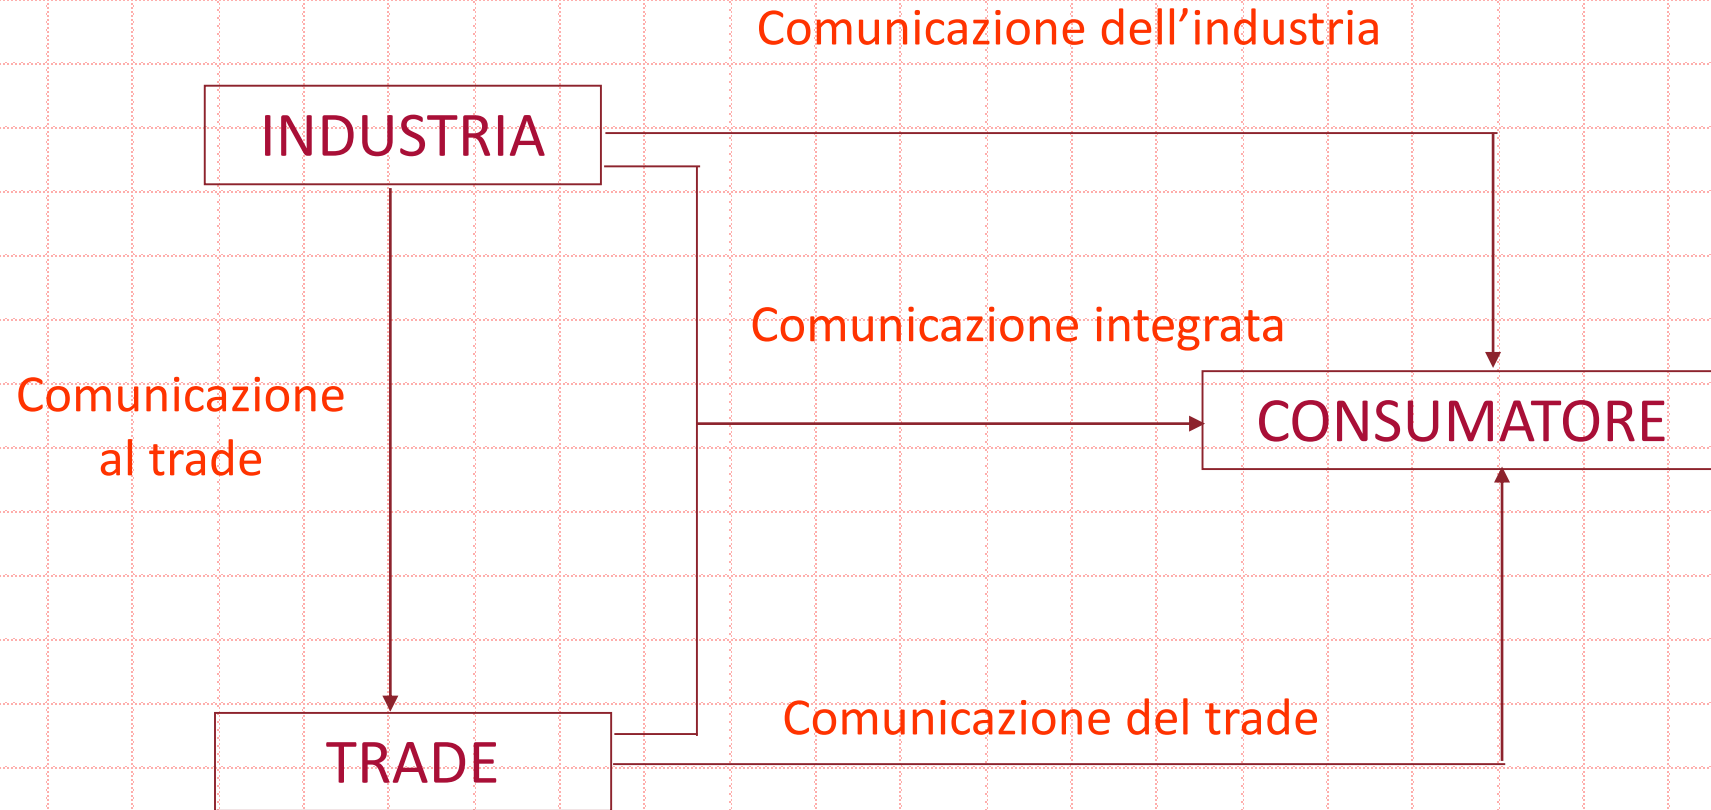 Comunicazione dell’industria
INDUSTRIA
Comunicazione integrata
Comunicazione
al trade
CONSUMATORE
Comunicazione del trade
TRADE